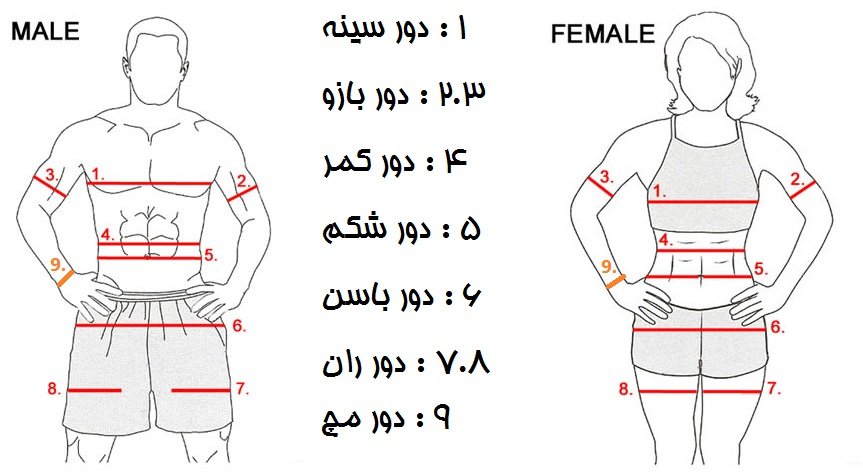 MALE
۱ : دور سینه
۲.۳ : دور بازو
۴ : دور کمر
۵ : دور شکم
۶ : دور باسن
۷.۸ : دور ران
۹ : دور مچ
FEMALE
3.
1.
2.
4.
5.
9.
6.
8.
7.
3.
2.
1.
4.
5.
9.
6.
8.
7.